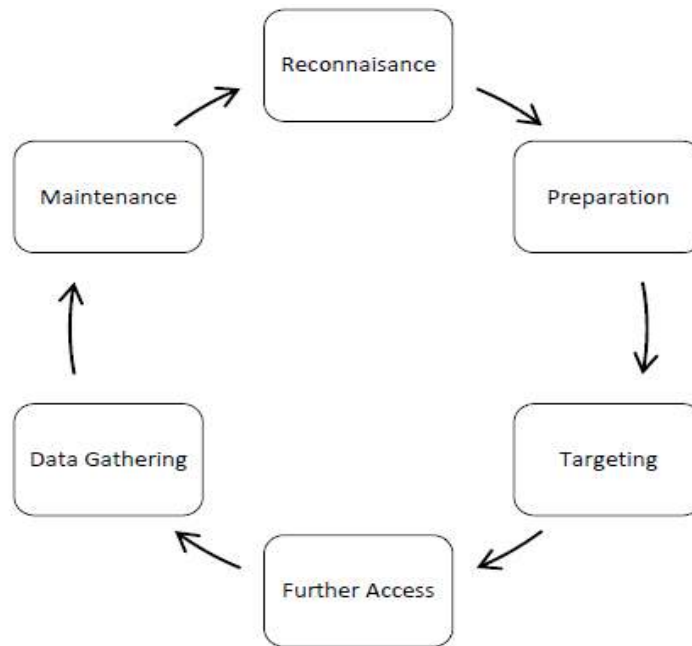 Reconnaisance
Preparation
Targeting
Further Access
Data Gathering
Maintenance